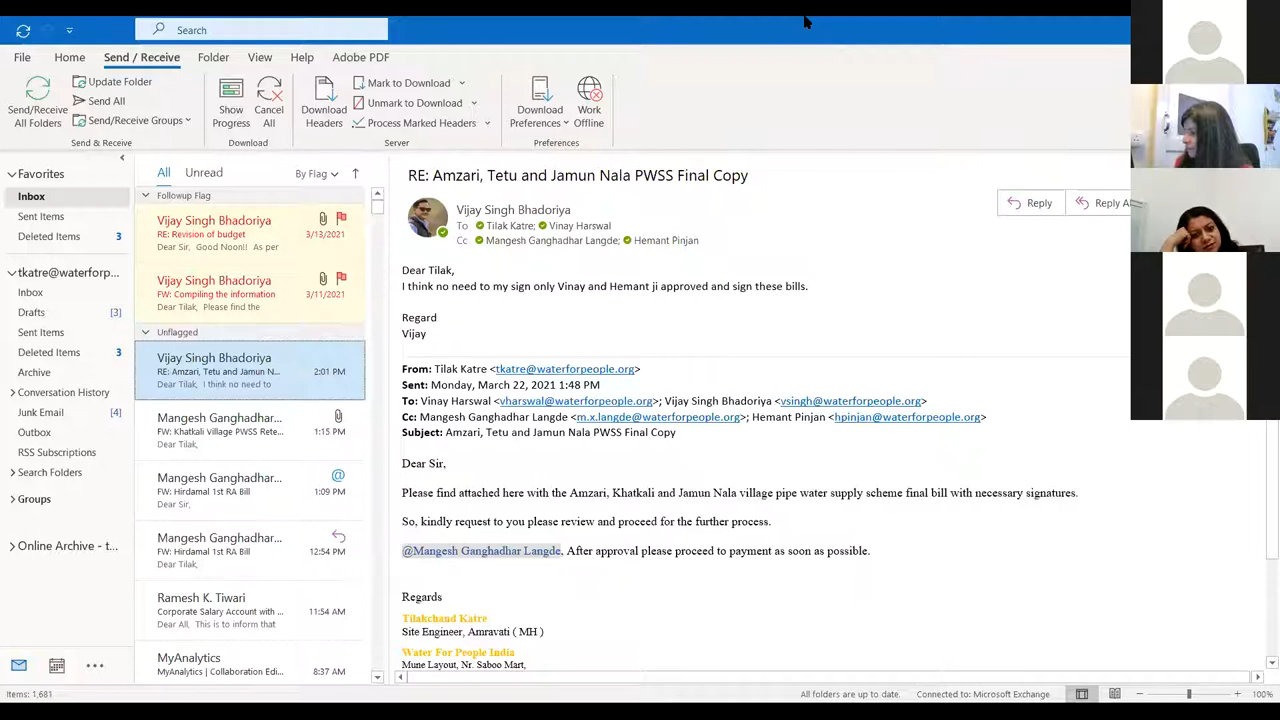 Search
File
Home
Send / Receive
Folder
View
Help
Adobe PDF
Send/Receive
All Folders
Update Folder
Send All
Send/Receive Groups
Send & Receive
Show
Progress
Cancel
All
Download
Download
Headers
Mark to Download
Unmark to Download
Process Marked Headers
Server
Download
Preferences
Work
Offline
Preferences
Favorites
Inbox
Sent Items
Deleted Items 3
tkatre@waterforp...
Inbox
Drafts [3]
Sent Items
Deleted Items 3
Archive
Conversation History
Junk Email [4]
Outbox
RSS Subscriptions
Search Folders
Groups
Online Archive - t...
All Unread By Flag
Followup Flag
Vijay Singh Bhadoriya
RE: Revision of budget 3/13/2021
Dear Sir, Good Noon!! As per
Vijay Singh Bhadoriya
FW: Compiling the information 3/11/2021
Dear Tilak, Please find the
Unflagged
Vijay Singh Bhadoriya
RE: Amzari, Tetu and Jamun N... 2:01 PM
Dear Tilak, I think no need to
Mangesh Ganghadhar...
FW: Khatkali Village PWSS Rete... 1:15 PM
Dear Tilak,
Mangesh Ganghadhar...
FW: Hirdamal 1st RA Bill 1:09 PM
Dear Sir,
Mangesh Ganghadhar...
FW: Hirdamal 1st RA Bill 12:54 PM
Dear Tilak,
Ramesh K. Tiwari
Corporate Salary Account with ... 11:54 AM
Dear All, This is to inform that
MyAnalytics
MyAnalytics | Collaboration Edi... 8:37 AM
RE: Amzari, Tetu and Jamun Nala PWSS Final Copy
Vijay Singh Bhadoriya
To Tilak Katre; Vinay Harswal
Cc Mangesh Ganghadhar Langde; Hemant Pinjan
Reply
Reply A
Dear Tilak,
I think no need to my sign only Vinay and Hemant ji approved and sign these bills.
Regard
Vijay
From: Tilak Katre <tkatre@waterforpeople.org>
Sent: Monday, March 22, 2021 1:48 PM
To: Vinay Harswal <vharswal@waterforpeople.org>; Vijay Singh Bhadoriya <vsingh@waterforpeople.org>
Cc: Mangesh Ganghadhar Langde <m.x.langde@waterforpeople.org>; Hemant Pinjan <hpinjan@waterforpeople.org>
Subject: Amzari, Tetu and Jamun Nala PWSS Final Copy
Dear Sir,
Please find attached here with the Amzari, Khatkali and Jamun Nala village pipe water supply scheme final bill with necessary signatures.
So, kindly request to you please review and proceed for the further process.
@Mangesh Ganghadhar Langde, After approval please proceed to payment as soon as possible.
Regards
Tilakchand Katre
Site Engineer, Amravati ( MH )
Water For People India
Mune Layout, Nr. Saboo Mart,
Items: 1,681
All folders are up to date.
Connected to: Microsoft Exchange
100%